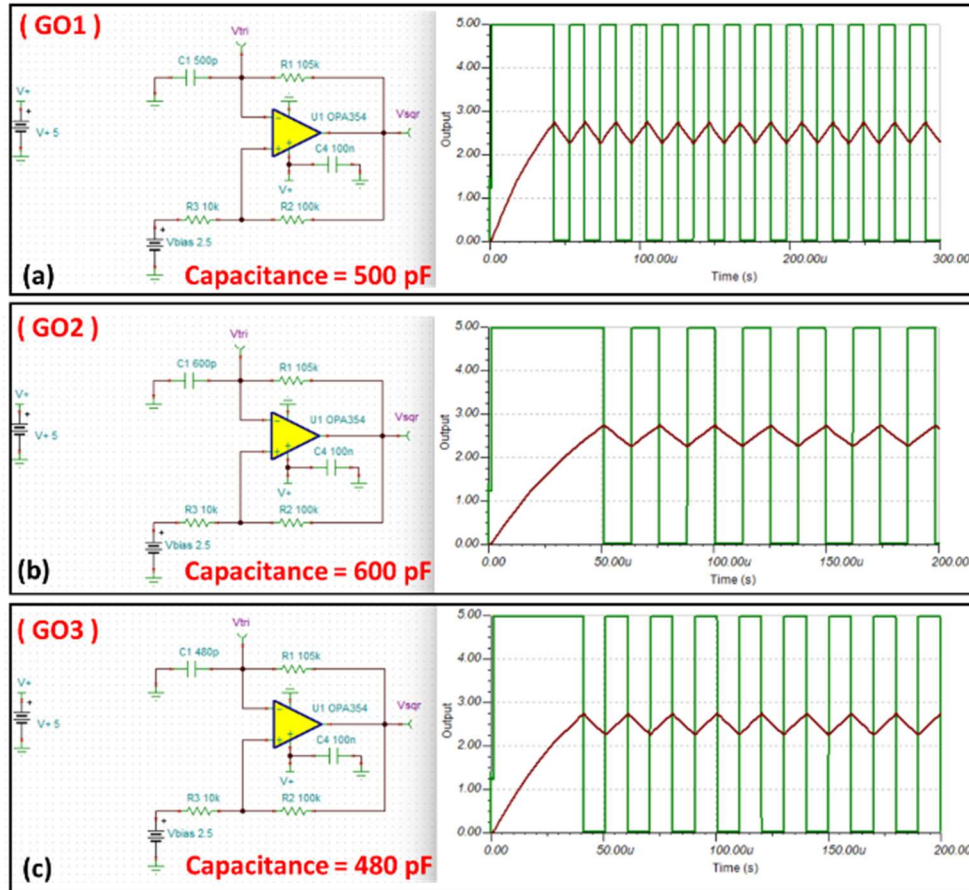 ( GO1 )
Vtri
C1 500p
R1 105k
V+
V+ 5
U1 OPA354
Vsqr
C4 100n
V+
R3 10k
R2 100k
Vbias 2.5
(a)
Capacitance = 500 pF
5.00
4.00
3.00
2.00
1.00
0.00
Output
0.00
100.00u
200.00u
300.00
Time (s)
( GO2 )
Vtri
C1 600p
R1 105k
V+
V+ 5
U1 OPA354
Vsqr
C4 100n
V+
R3 10k
R2 100k
Vbias 2.5
(b)
Capacitance = 600 pF
5.00
4.00
3.00
2.00
1.00
0.00
Output
0.00
50.00u
100.00u
150.00u
200.00
Time (s)
( GO3 )
Vtri
C1 480p
R1 105k
V+
V+ 5
U1 OPA354
Vsqr
C4 100n
V+
R3 10k
R2 100k
Vbias 2.5
(c)
Capacitance = 480 pF
5.00
4.00
3.00
2.00
1.00
0.00
Output
0.00
50.00u
100.00u
150.00u
200.00
Time (s)